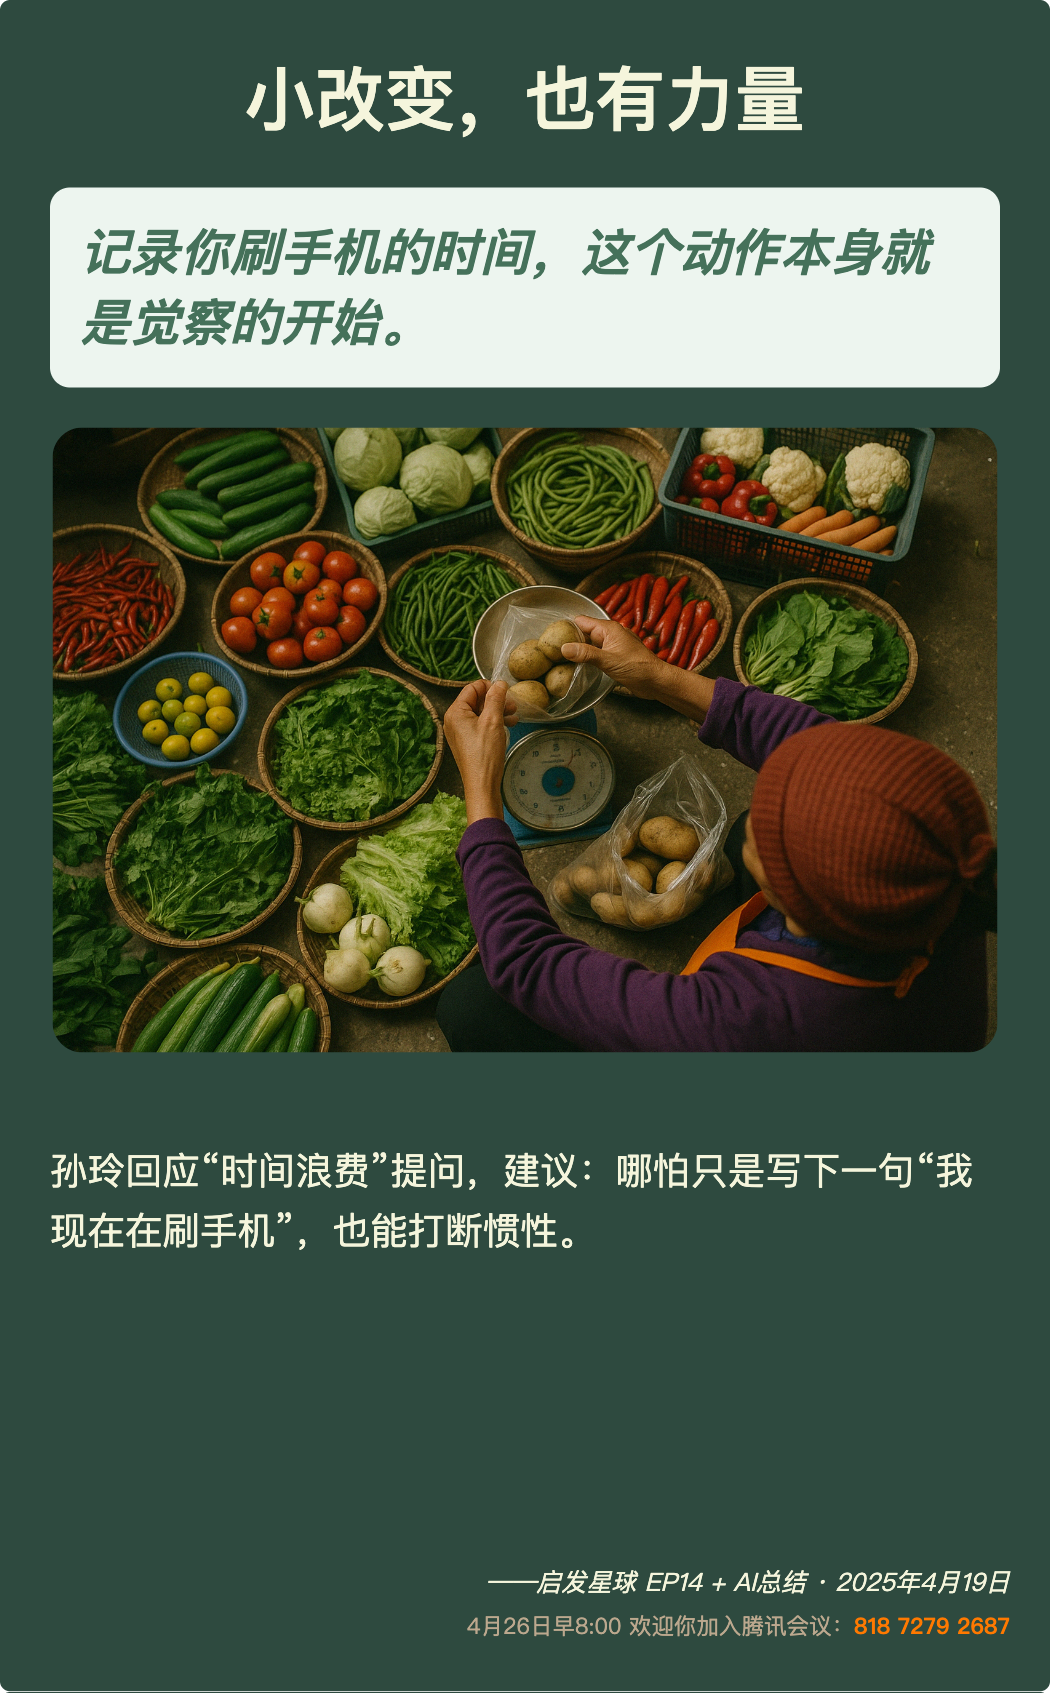 小改变，也有力量
记录你刷手机的时间，这个动作本身就
是觉察的开始。
孙玲回应“时间浪费”提问，建议：哪怕只是写下一句“我
现在在刷手机”，也能打断惯性。
——启发星球 EP14 + AI总结 · 2025年4月19日
4月26日早8:00 欢迎你加入腾讯会议：818 7279 2687